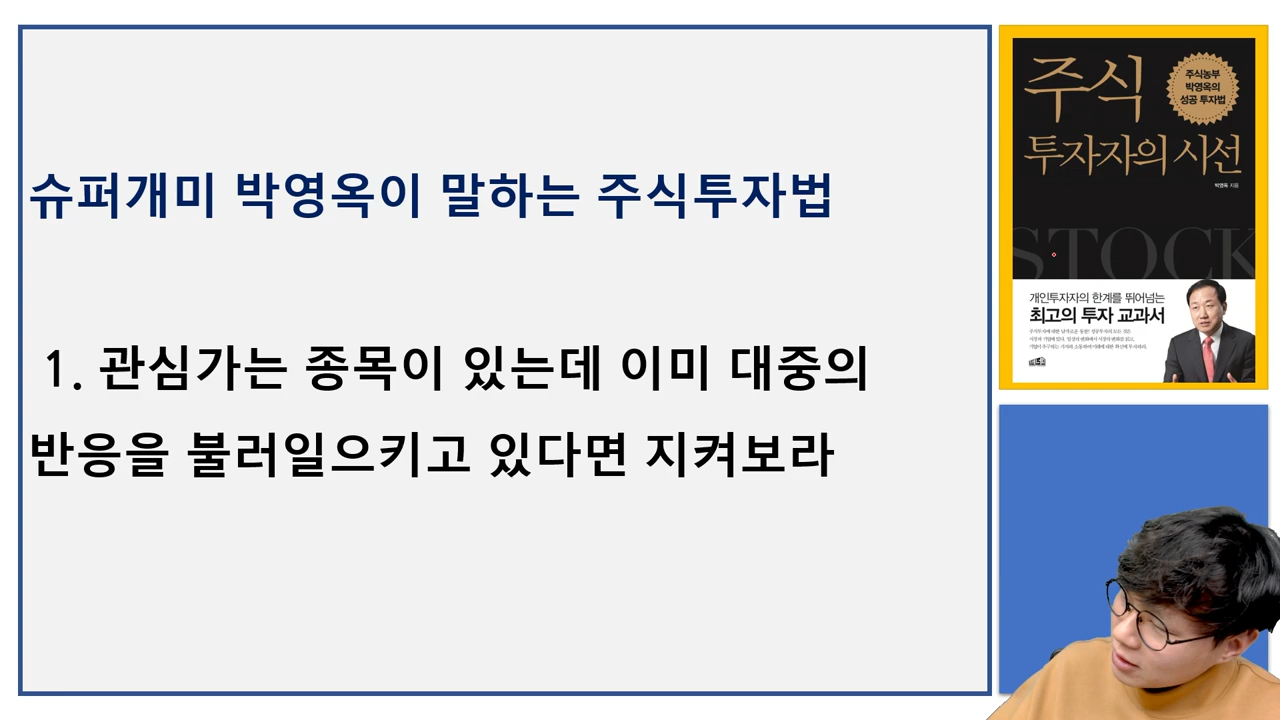 슈퍼개미 박영옥이 말하는 주식투자법
1. 관심가는 종목이 있는데 이미 대중의
반응을 불러일으키고 있다면 지켜보라
주식
투자자의 시선
주식농부
박영옥의
성공 투자법
박영옥 지음
STOCK
개인투자자의 한계를 뛰어넘는
최고의 투자 교과서